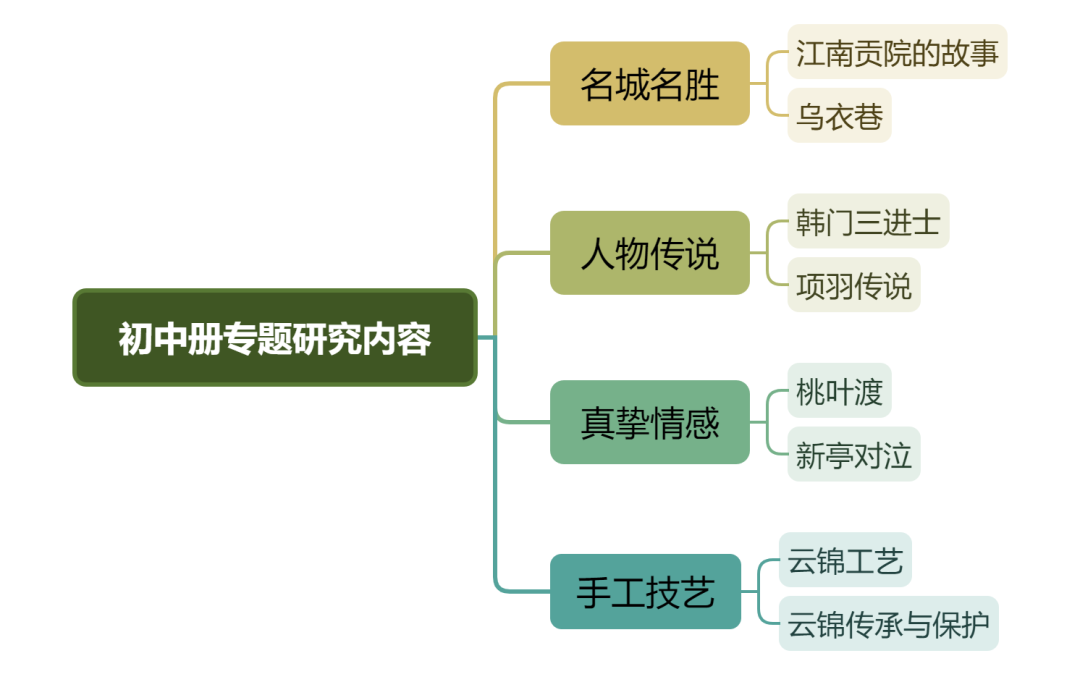 初中册专题研究内容
名城名胜
江南贡院的故事
乌衣巷
人物传说
韩门三进士
项羽传说
真挚情感
桃叶渡
新亭对泣
手工技艺
云锦工艺
云锦传承与保护